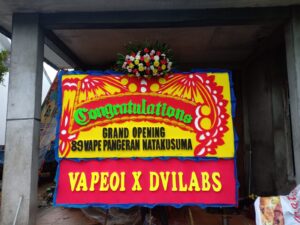 Congratulations
GRAND OPENING
89 VAPE PANGERAN NATAKUSUMA
VAPEOI X DVILABS